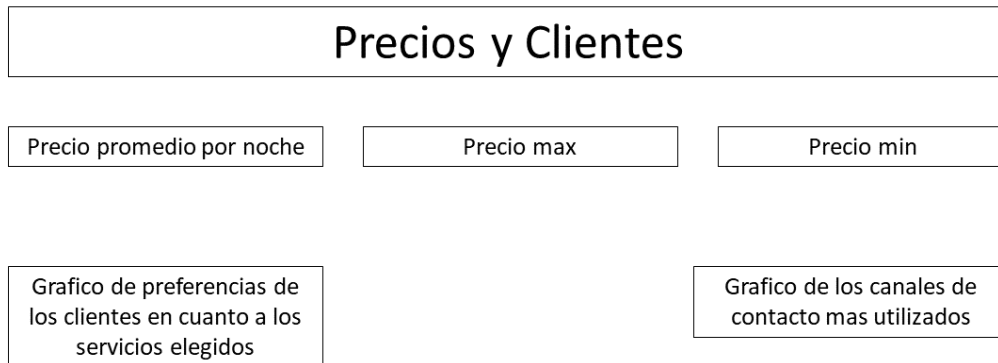 Precios y Clientes
Precio promedio por noche
Precio max
Precio min
Grafico de preferencias de
los clientes en cuanto a los
servicios elegidos
Grafico de los canales de
contacto mas utilizados